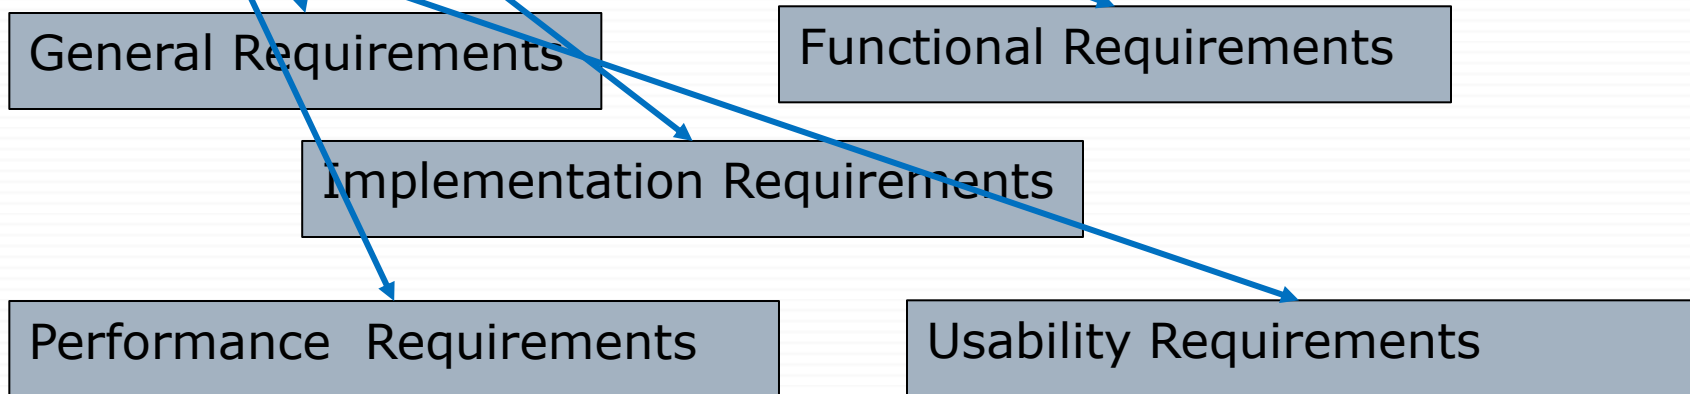 General Requirements
Functional Requirements
Implementation Requirements
Performance  Requirements
Usability Requirements